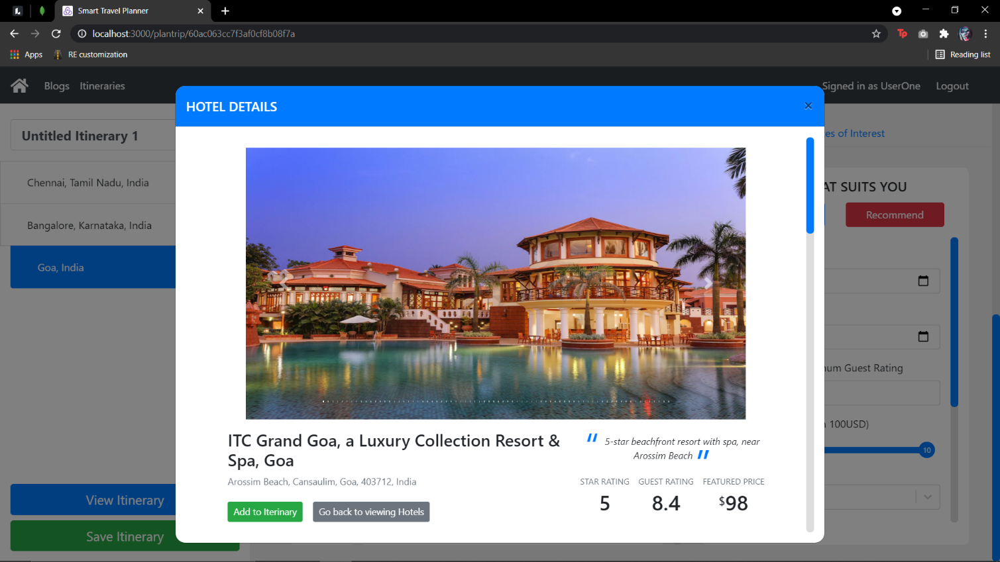 Smart Travel Planner
localhost:3000/plantrip/60ac063cc7f3af0cf8b08f7a
Apps
RE customization
Reading list
Blogs
Itineraries
Signed in as UserOne
Logout
HOTEL DETAILS
×
Untitled Itinerary 1
Chennai, Tamil Nadu, India
Bangalore, Karnataka, India
Goa, India
View Itinerary
Save Itinerary
es of Interest
AT SUITS YOU
Recommend
um Guest Rating
100USD)
10
ITC Grand Goa, a Luxury Collection Resort &
Spa, Goa
Arossim Beach, Cansaulim, Goa, 403712, India
Add to Iterinary
Go back to viewing Hotels
" 5-star beachfront resort with spa, near
Arossim Beach "
STAR RATING GUEST RATING FEATURED PRICE
5 8.4 $98